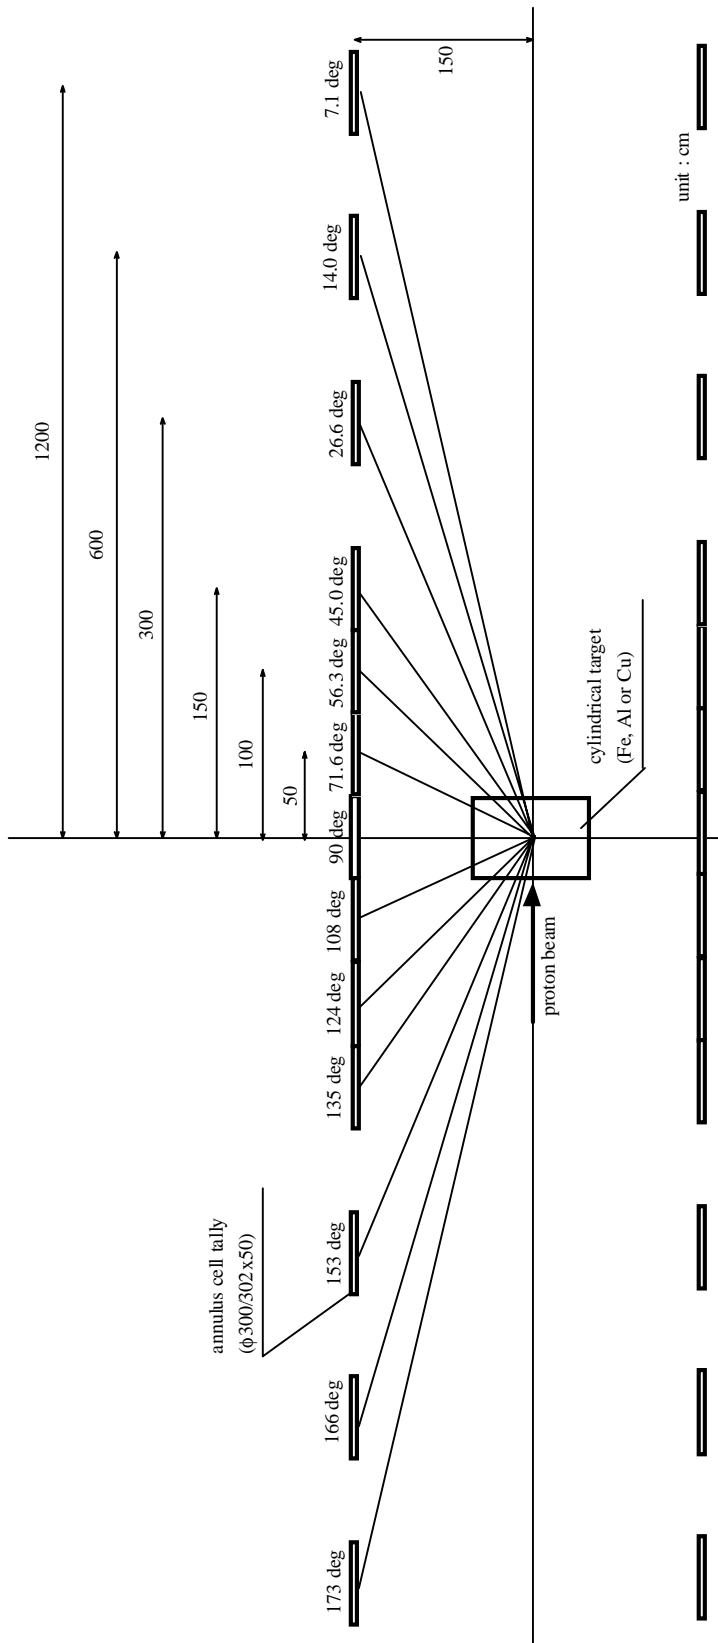 1200
600
300
150
100
50
150
7.1 deg
14.0 deg
26.6 deg
45.0 deg
56.3 deg
71.6 deg
90 deg
108 deg
124 deg
135 deg
153 deg
166 deg
173 deg
unit : cm
cylindrical target
(Fe, Al or Cu)
proton beam
annulus cell tally
(ϕ300/302x50)